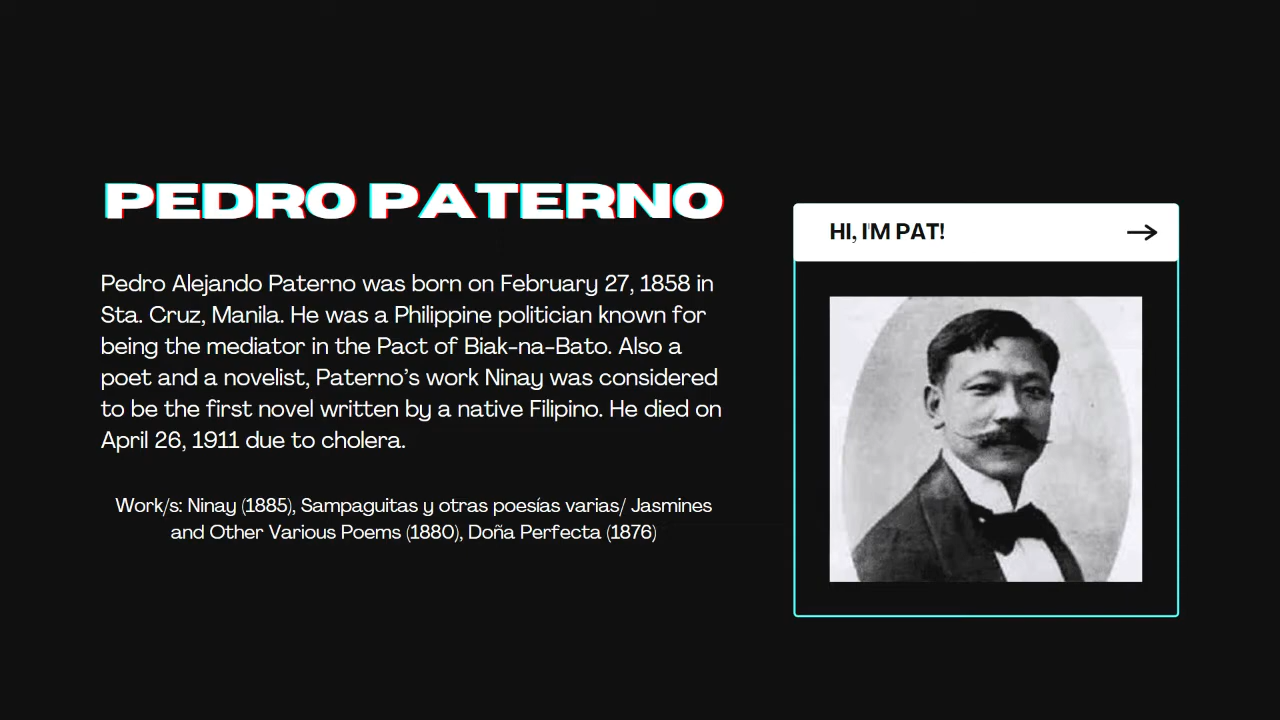 PEDRO PATERNO
Pedro Alejando Paterno was born on February 27, 1858 in
Sta. Cruz, Manila. He was a Philippine politician known for
being the mediator in the Pact of Biak-na-Bato. Also a
poet and a novelist, Paterno's work Ninay was considered
to be the first novel written by a native Filipino. He died on
April 26, 1911 due to cholera.
Work/s: Ninay (1885), Sampaguitas y otras poesías varias/ Jasmines
and Other Various Poems (1880), Doña Perfecta (1876)
HI, I'M PAT!